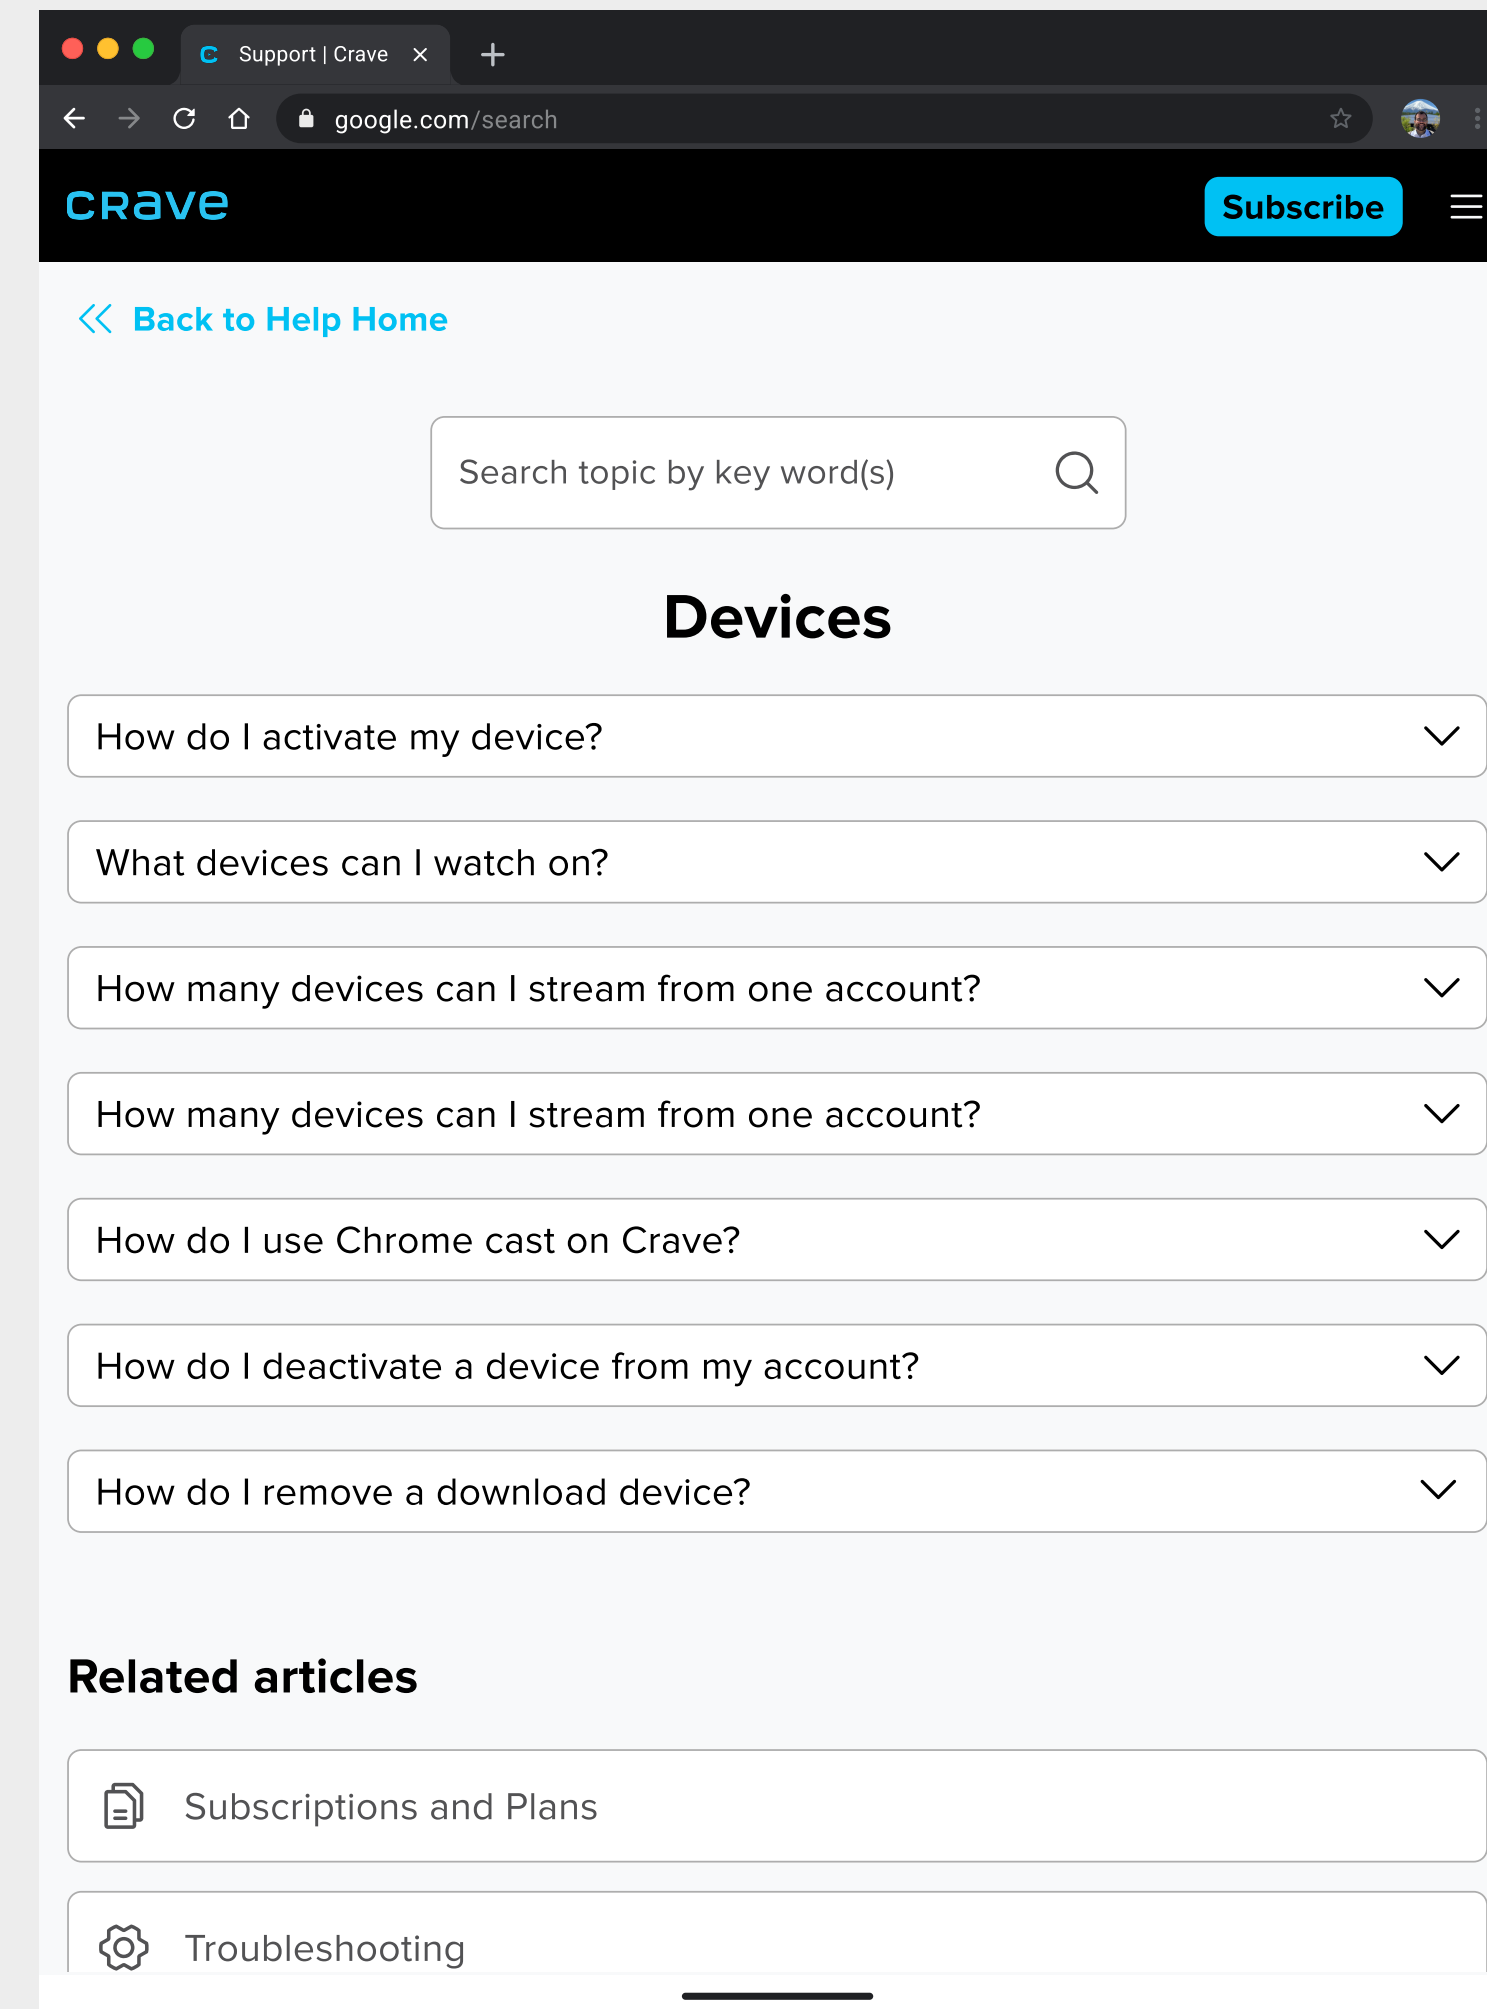 Support | Crave
google.com/search
crave
Subscribe
Back to Help Home
Search topic by key word(s)
Devices
How do I activate my device?
What devices can I watch on?
How many devices can I stream from one account?
How many devices can I stream from one account?
How do I use Chrome cast on Crave?
How do I deactivate a device from my account?
How do I remove a download device?
Related articles
Subscriptions and Plans
Troubleshooting